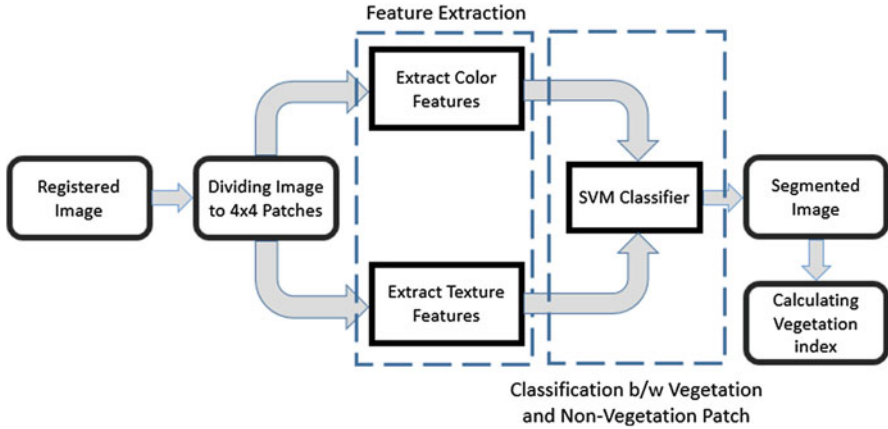 Feature Extraction
Extract Color
Features
Registered
Image
Dividing Image
to 4x4 Patches
SVM Classifier
Segmented
Image
Extract Texture
Features
Calculating
Vegetation
index
Classification b/w Vegetation
and Non-Vegetation Patch